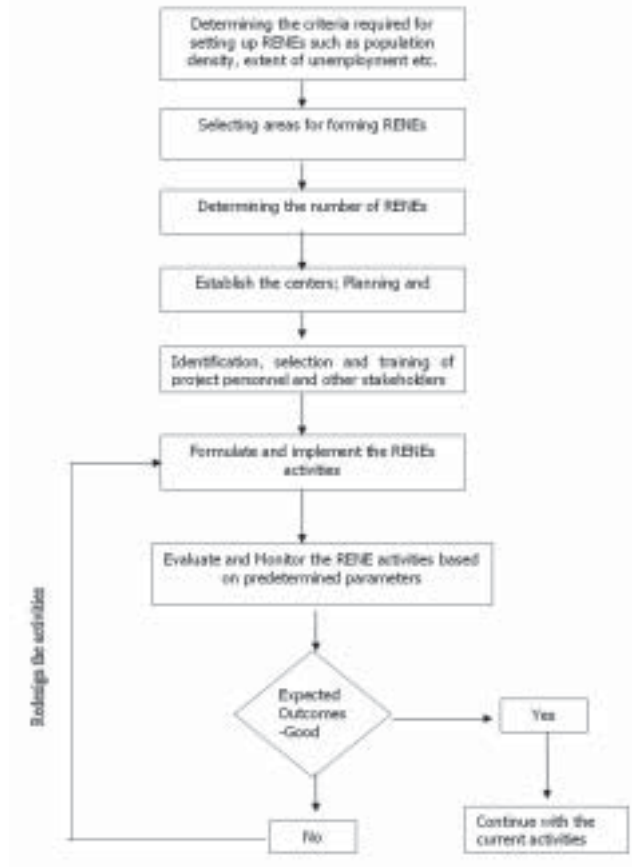 Determining the criteria required for
setting up RENEs such as population
density, extent of unemployment etc.
Selecting areas for forming RENEs
Determining the number of RENEs
Establish the centers; Planning and
Identification, selection and training of
project personnel and other stakeholders
Formulate and implement the RENEs
activities
Evaluate and Monitor the RENE activities based
on predetermined parameters
Redesign the activities
Expected
Outcomes
-Good
Yes
No
Continue with the
current activities